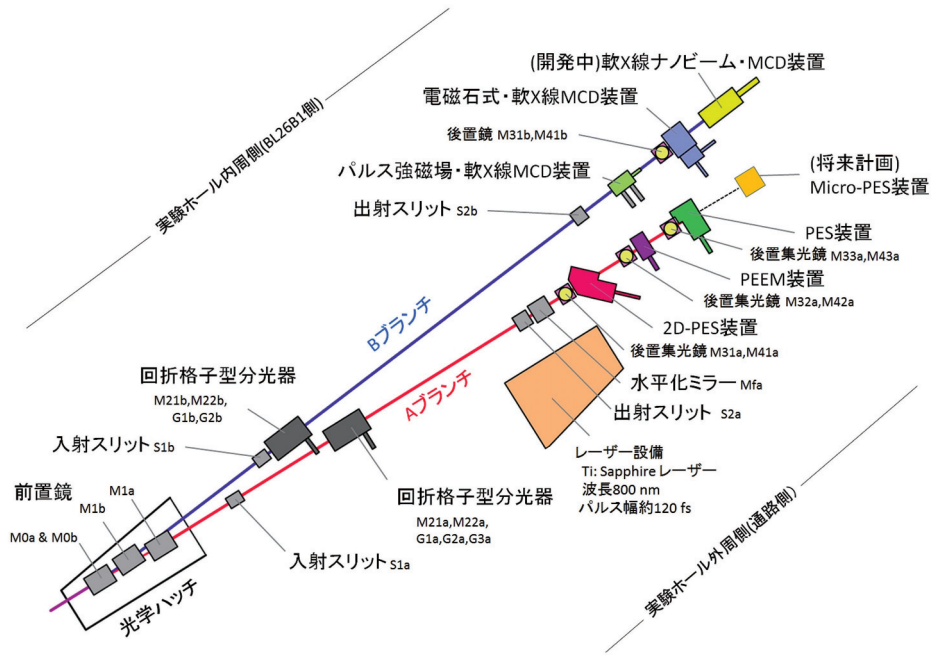 (開発中)軟X線ナノビーム・MCD装置
電磁石式・軟X線MCD装置
後置鏡 M31b,M41b
パルス強磁場・軟X線MCD装置
出射スリット S2b
(将来計画)
Micro-PES装置
PES装置
後置集光鏡 M33a,M43a
PEEM装置
後置集光鏡 M32a,M42a
2D-PES装置
後置集光鏡 M31a,M41a
水平化ミラー Mfa
出射スリット S2a
実験ホール内周側(BL26B1側)
Bブランチ
Aブランチ
回折格子型分光器
M21b,M22b,
G1b,G2b
入射スリット S1b
前置鏡
M1a
M1b
M0a & M0b
光学ハッチ
入射スリット S1a
回折格子型分光器
M21a,M22a,
G1a,G2a,G3a
レーザー設備
Ti: Sapphire レーザー
波長800 nm
パルス幅約120 fs
実験ホール外周側(通路側)